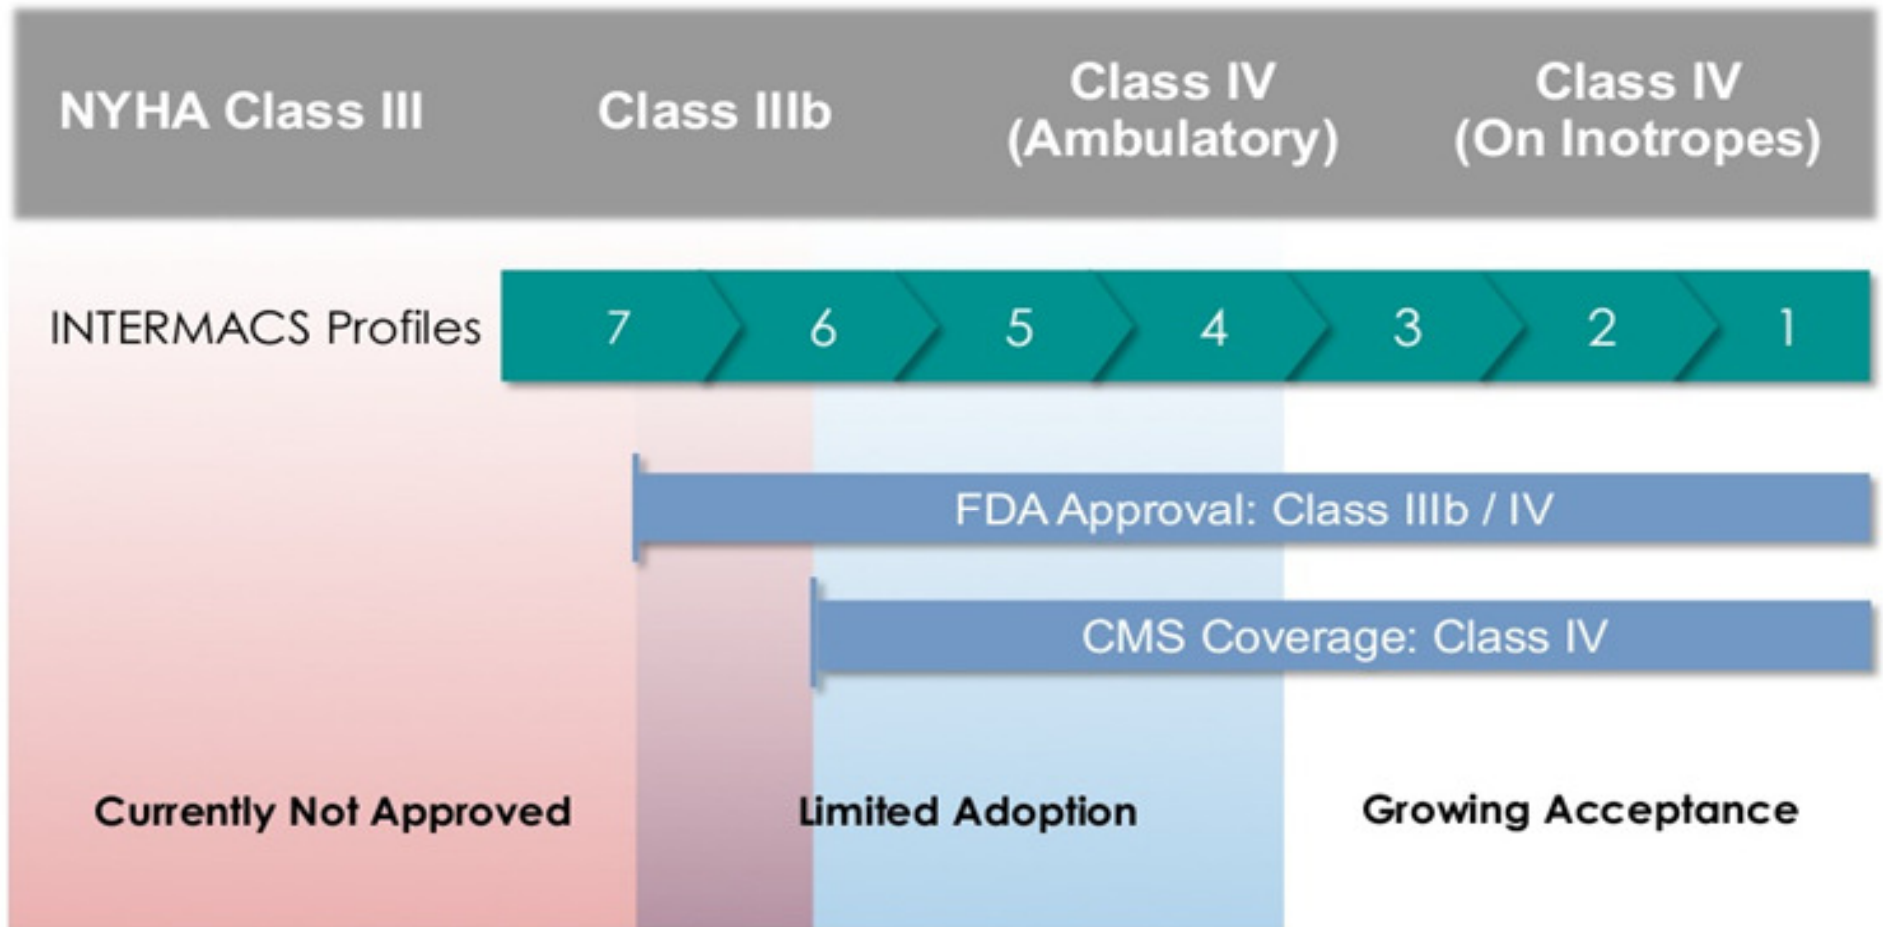 NYHA Class III
Class IIIb
Class IV
(Ambulatory)
Class IV
(On Inotropes)
INTERMACS Profiles
7 6 5 4 3 2 1
FDA Approval: Class IIIb / IV
CMS Coverage: Class IV
Currently Not Approved
Limited Adoption
Growing Acceptance